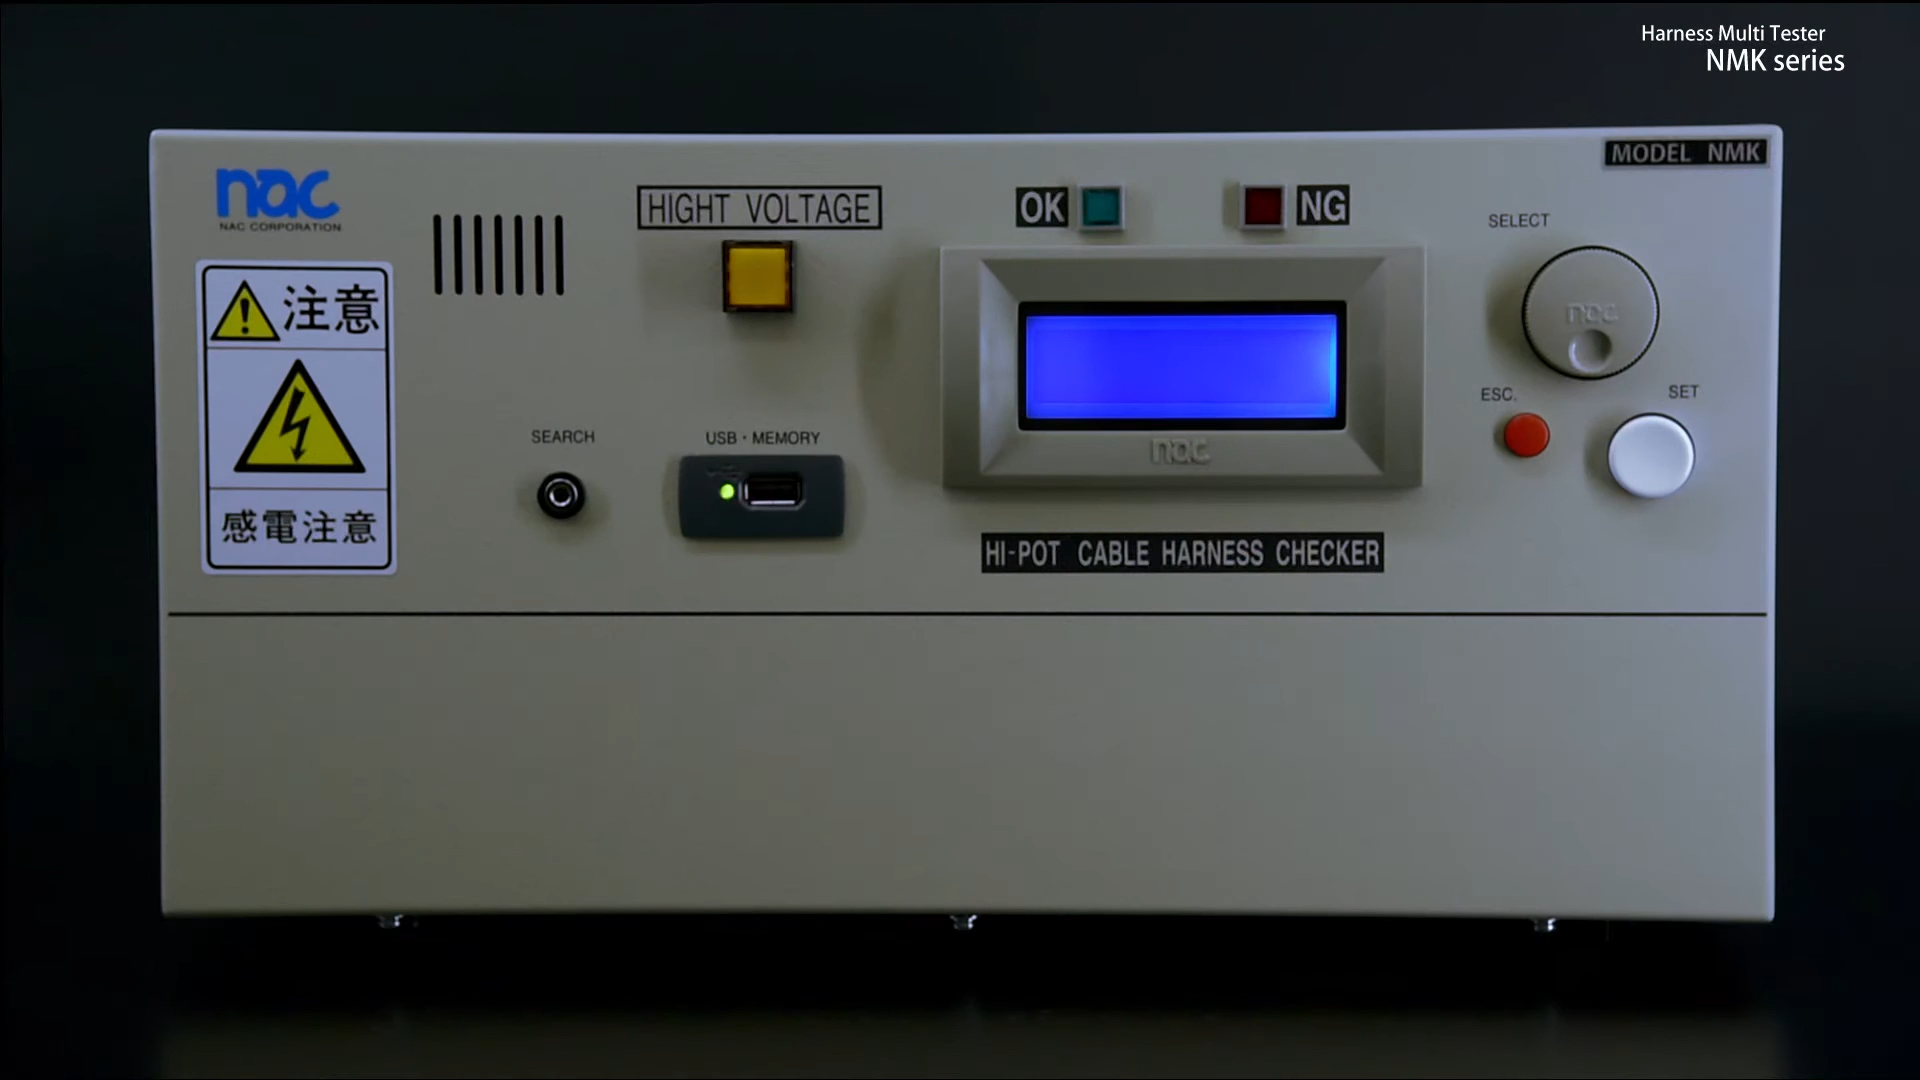 Harness Multi Tester
NMK series
MODEL NMK
nac
NAC CORPORATION
HIGHT VOLTAGE
OK
NG
SELECT
nac
注意
感電注意
SEARCH
USB・MEMORY
nac
ESC.
SET
HI-POT CABLE HARNESS CHECKER